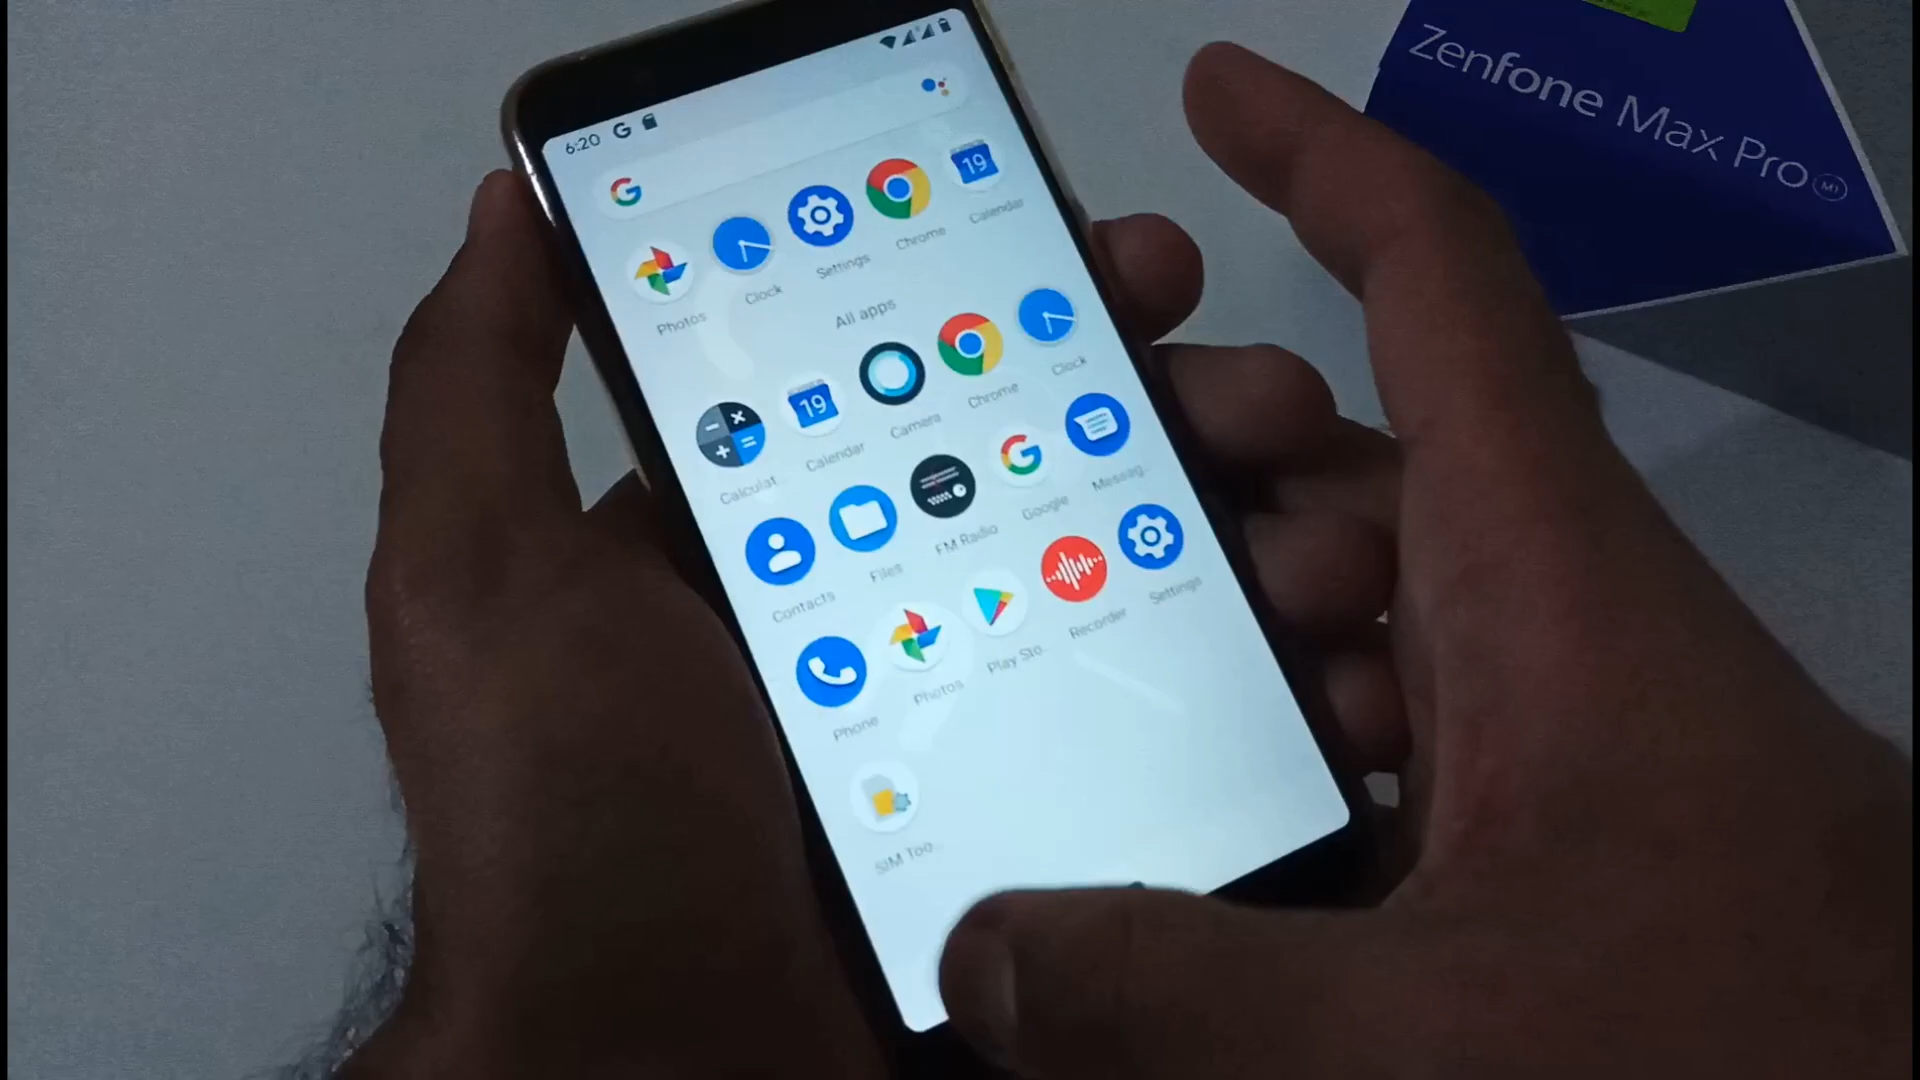 6:20
Photos
Clock
Settings
Chrome
19
Calendar
All apps
Calculat...
19
Calendar
Camera
Chrome
Clock
Contacts
Files
FM Radio
Google
Messag...
Phone
Photos
Play Sto...
Recorder
Settings
SIM Too...
Zenfone Max Pro M1